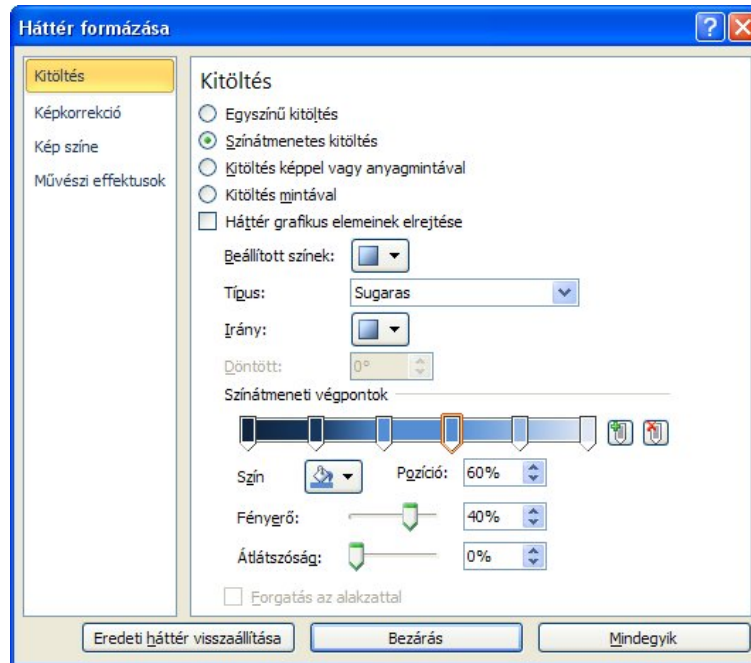 Háttér formázása
Kitöltés
Képkorrekció
Kép színe
Művészi effektusok
Kitöltés
Egyszínű kitöltés
Színátmenetes kitöltés
Kitöltés képpel vagy anyagmintával
Kitöltés mintával
Háttér grafikus elemeinek elrejtése
Beállított színek:
Típus: Sugaras
Irány:
Döntött: 0°
Színátmeneti végpontok
Szín Pozíció: 60%
Fényerő: 40%
Átlátszóság: 0%
Forgatás az alakzattal
Eredeti háttér visszaállítása Bezárás Mindegyik